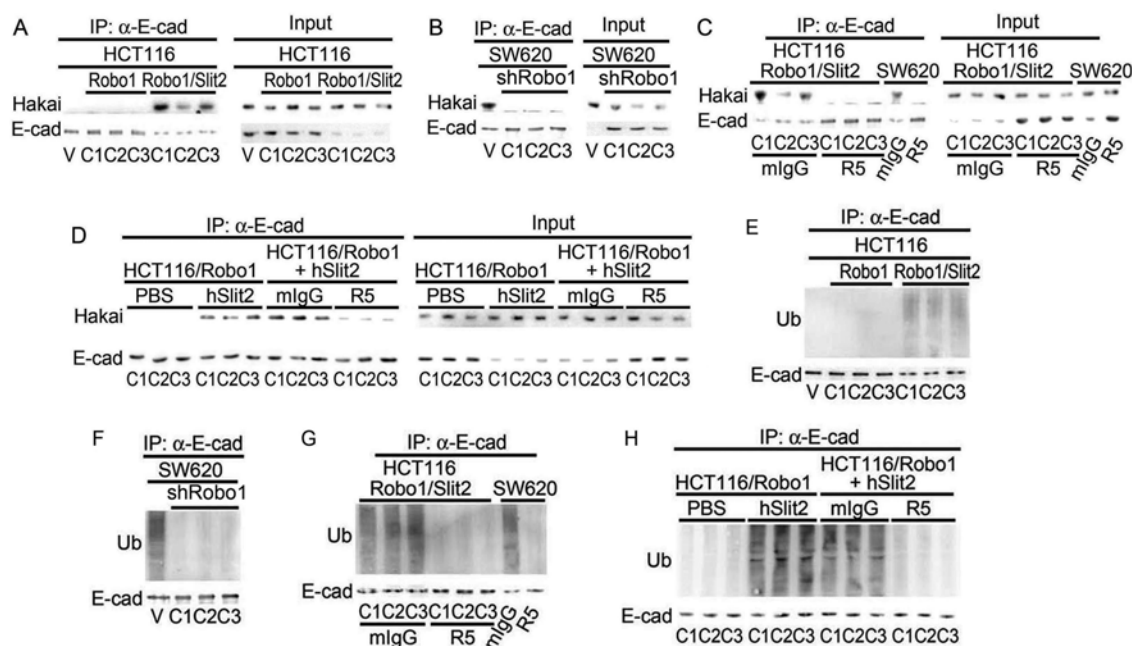 A
IP: α-E-cad
Input
HCT116
HCT116
Robo1 Robo1/Slit2
Robo1 Robo1/Slit2
Hakai
E-cad
V C1C2C3C1C2C3
V C1C2C3C1C2C3
B
IP: α-E-cad
Input
SW620
SW620
shRobo1
shRobo1
Hakai
E-cad
V C1C2C3
V C1C2C3
C
IP: α-E-cad
Input
HCT116
Robo1/Slit2
SW620
HCT116
Robo1/Slit2
SW620
Hakai
E-cad
C1C2C3C1C2C3
mIgG
R5
mIgG
R5
C1C2C3C1C2C3
mIgG
R5
mIgG
R5
D
IP: α-E-cad
Input
HCT116/Robo1
HCT116/Robo1
+ hSlit2
HCT116/Robo1
HCT116/Robo1
+ hSlit2
PBS hSlit2 mIgG R5
PBS hSlit2 mIgG R5
Hakai
E-cad
C1C2C3 C1C2C3 C1C2C3 C1C2C3
C1C2C3 C1C2C3 C1C2C3 C1C2C3
E
IP: α-E-cad
HCT116
Robo1 Robo1/Slit2
Ub
E-cad
V C1C2C3C1C2C3
F
IP: α-E-cad
SW620
shRobo1
Ub
E-cad
V C1C2C3
G
IP: α-E-cad
HCT116
Robo1/Slit2
SW620
Ub
E-cad
C1C2C3C1C2C3
mIgG
R5
mIgG
R5
H
IP: α-E-cad
HCT116/Robo1
HCT116/Robo1
+ hSlit2
PBS hSlit2 mIgG R5
Ub
E-cad
C1C2C3 C1C2C3 C1C2C3 C1C2C3